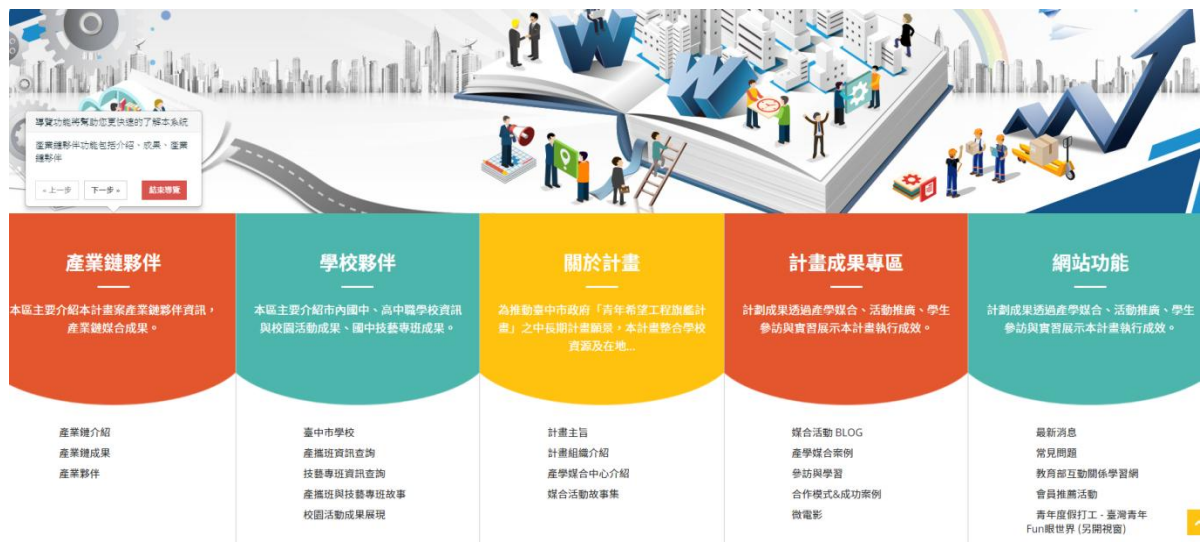 W W W
導覽功能將幫助您更快速的了解本系統
產業鏈夥伴功能包括介紹、成果、產業
鏈夥伴
« 上一步
下一步 »
結束導覽
產業鏈夥伴
本區主要介紹本計畫案產業鏈夥伴資訊，
產業鏈媒合成果。
產業鏈介紹
產業鏈成果
產業夥伴
學校夥伴
本區主要介紹市內國中、高中職學校資訊
與校園活動成果、國中技藝專班成果。
臺中市學校
產攜班資訊查詢
技藝專班資訊查詢
產攜班與技藝專班故事
校園活動成果展現
關於計畫
為推動臺中市政府「青年希望工程旗艦計
畫」之中長期計畫願景，本計畫整合學校
資源及在地...
計畫主旨
計畫組織介紹
產學媒合中心介紹
媒合活動故事集
計畫成果專區
計劃成果透過產學媒合、活動推廣、學生
參訪與實習展示本計畫執行成效。
媒合活動 BLOG
產學媒合案例
參訪與學習
合作模式&成功案例
微電影
網站功能
計劃成果透過產學媒合、活動推廣、學生
參訪與實習展示本計畫執行成效。
最新消息
常見問題
教育部互動關係學習網
會員推薦活動
青年度假打工 - 臺灣青年
Fun眼世界 (另開視窗)